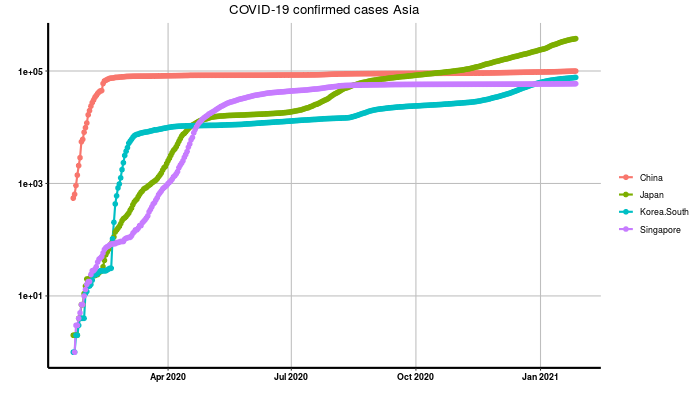 COVID-19 confirmed cases Asia
1e+05
1e+03
1e+01
Apr 2020
Jul 2020
Oct 2020
Jan 2021
China
Japan
Korea.South
Singapore